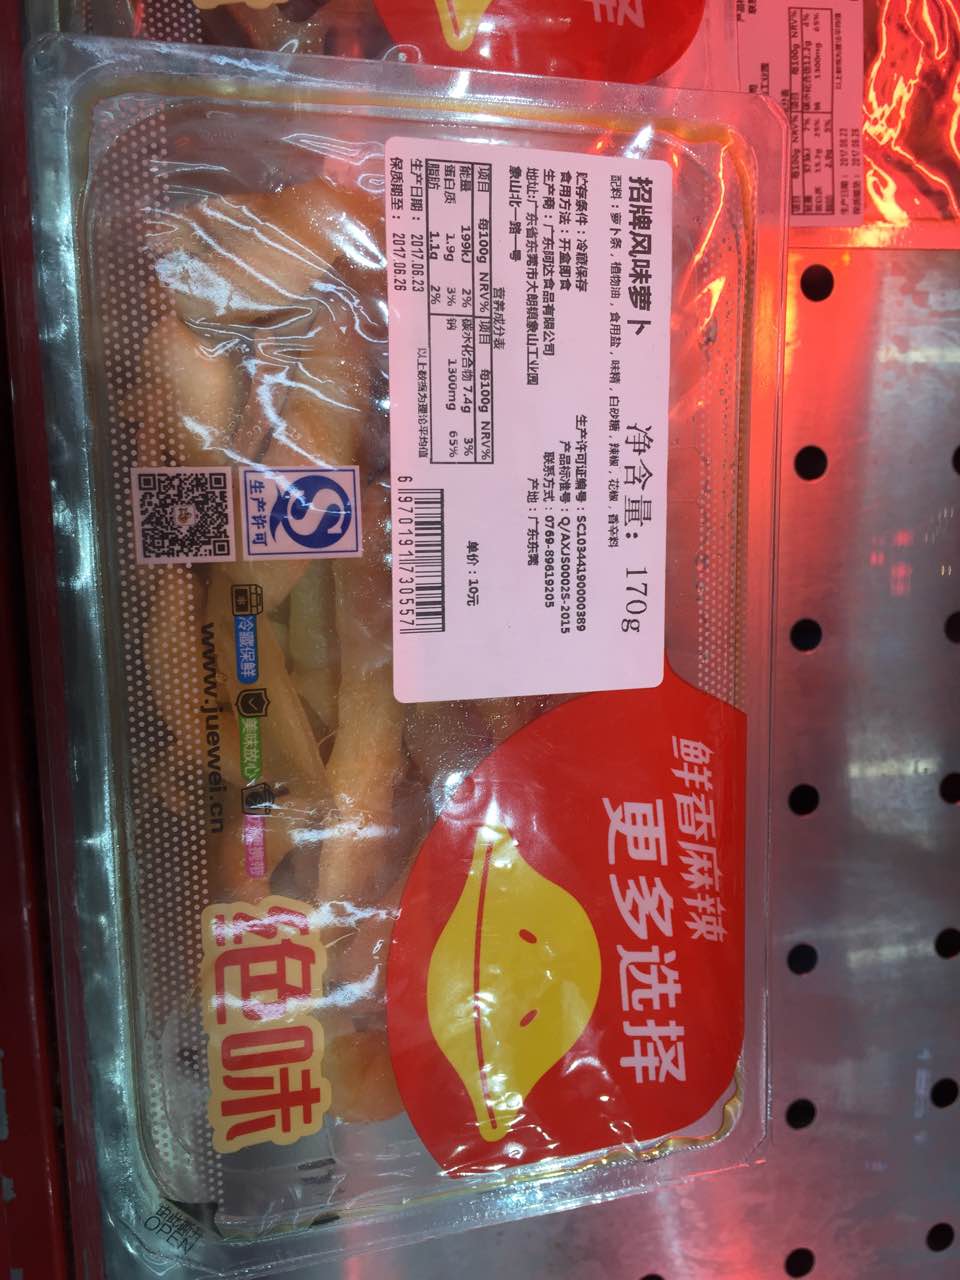 招牌风味萝卜 净含量: 170g
配料：萝卜条，植物油，食用盐，味精，白砂糖，辣椒，花椒，香辛料
贮存条件：冷藏保存 生产许可证编号：SC10344190000389
食用方法：开盒即食 产品标准号：Q/AXJS0002S-2015
生产商：广东阿达食品有限公司 联系方式：0769-89619205
地址:广东省东莞市大朗镇象山工业园 产地：广东东莞
象山北一路一号
营养成分表
项目 每100g NRV% 项目 每100g NRV%
能量 199kJ 2% 碳水化合物 7.4g 3%
蛋白质 1.9g 3% 钠 1300mg 65%
脂肪 1.1g 2%
以上数据为理论平均值
单价：10元
生产日期： 2017.06.23
保质期至： 2017.06.26
6 970191 730557
生产许可
冷藏保鲜
美味放心
www.juewei.cn
鲜香麻辣
更多选择
绝味
OPEN
择